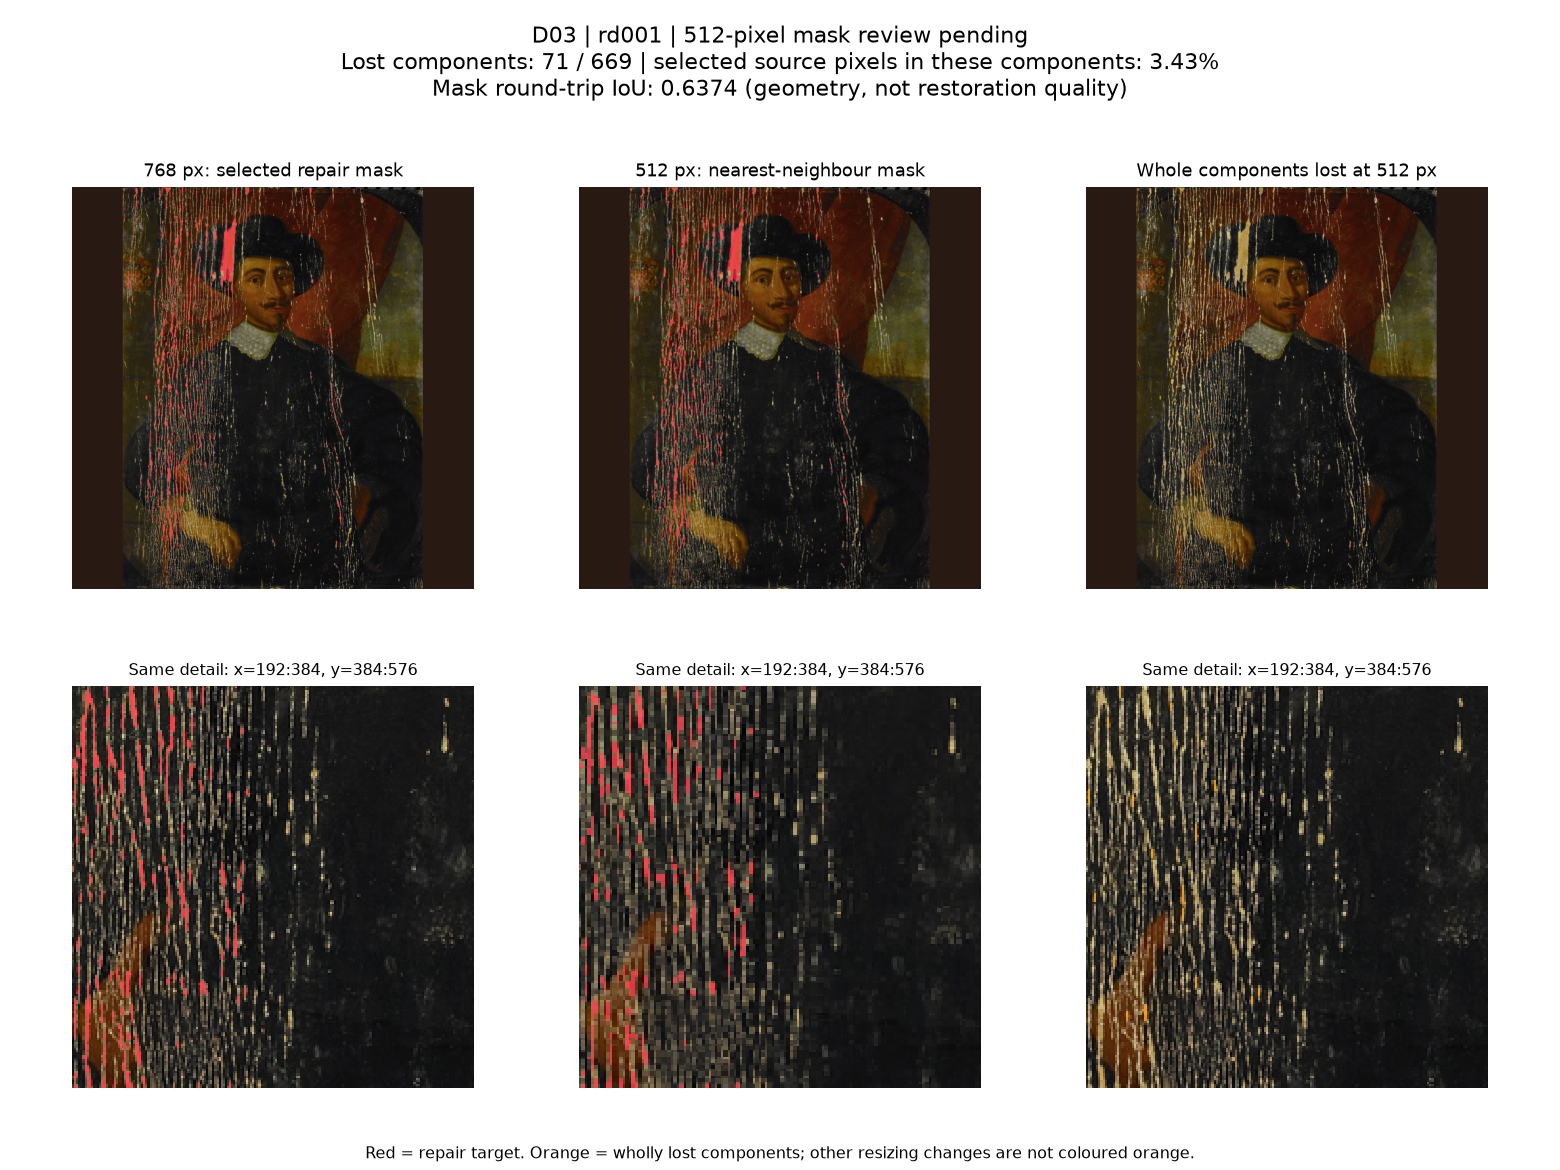 D03 | rd001 | 512-pixel mask review pending
Lost components: 71 / 669 | selected source pixels in these components: 3.43%
Mask round-trip IoU: 0.6374 (geometry, not restoration quality)
768 px: selected repair mask
512 px: nearest-neighbour mask
Whole components lost at 512 px
Same detail: x=192:384, y=384:576
Same detail: x=192:384, y=384:576
Same detail: x=192:384, y=384:576
Red = repair target. Orange = wholly lost components; other resizing changes are not coloured orange.